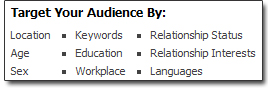 Target Your Audience By:
Location ▪ Keywords ▪ Relationship Status
Age ▪ Education ▪ Relationship Interests
Sex ▪ Workplace ▪ Languages